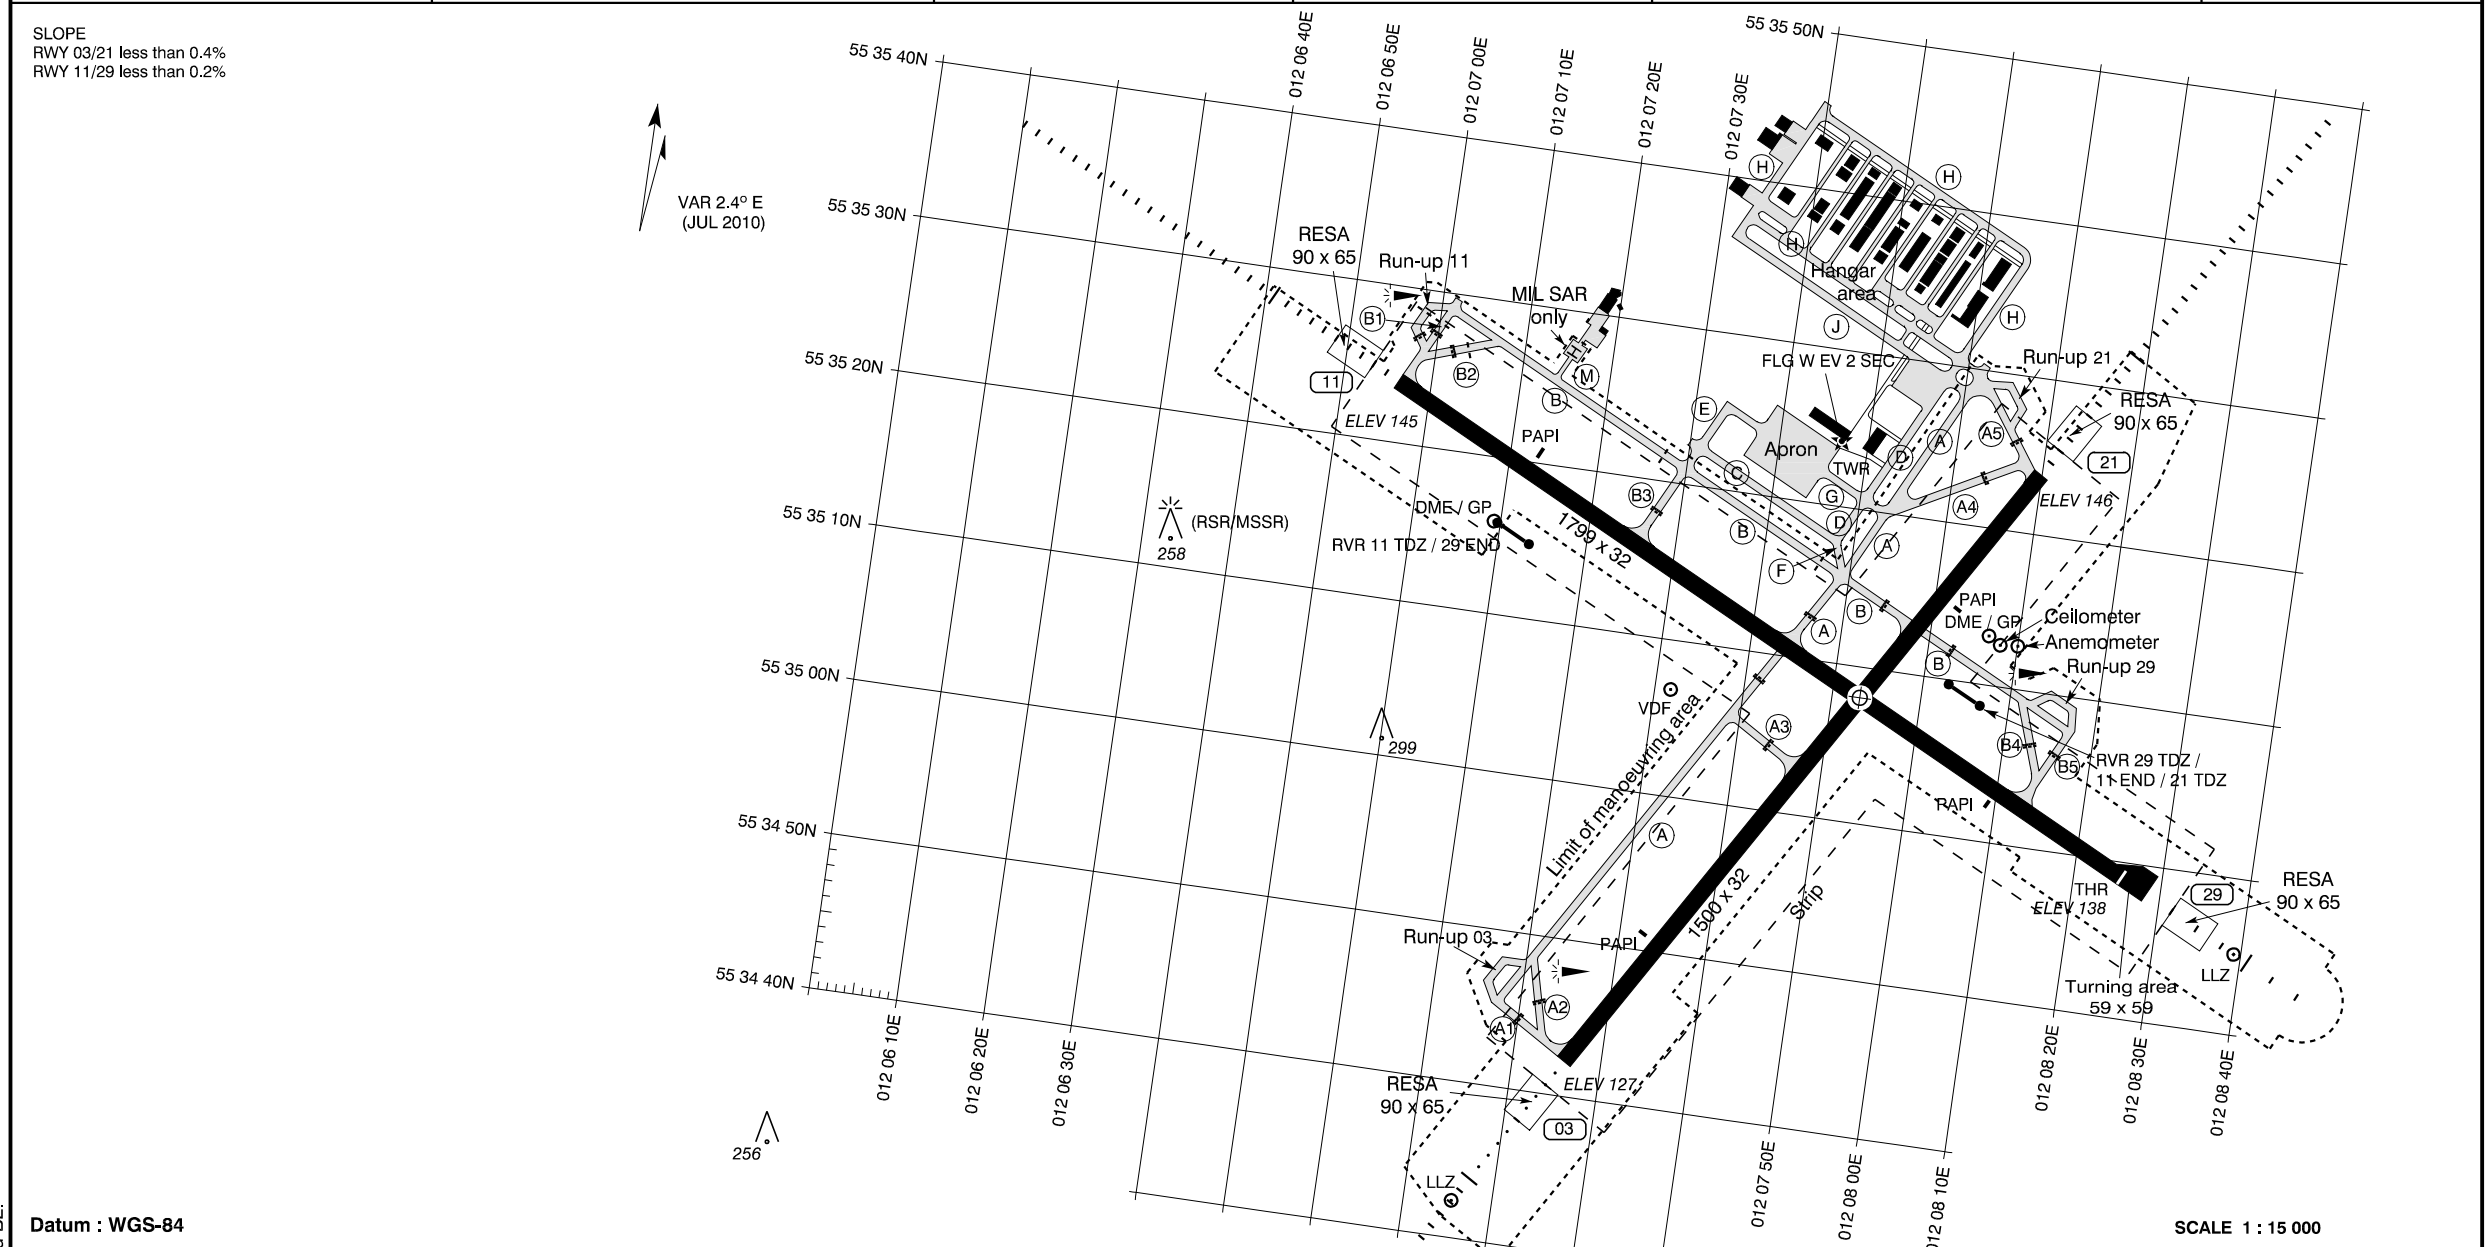 SLOPE
RWY 03/21 less than 0.4%
RWY 11/29 less than 0.2%
VAR 2.4º E
(JUL 2010)
55 35 40N
55 35 30N
55 35 20N
55 35 10N
55 35 00N
55 34 50N
55 34 40N
55 35 50N
012 06 40E
012 06 50E
012 07 00E
012 07 10E
012 07 20E
012 07 30E
H
H
H
H
Hangar
area
J
RESA
90 x 65
Run-up 11
B1
11
B2
ELEV 145
MIL SAR
only
M
B
E
FLG W EV 2 SEC
Run-up 21
RESA
90 x 65
21
ELEV 146
A5
A
D
Apron
TWR
C
G
A4
D
A
B3
B
F
PAPI
DME / GP
RVR 11 TDZ / 29 END
1799 x 32
(RSR/MSSR)
258
B
A
PAPI
DME / GP
Ceilometer
Anemometer
Run-up 29
B
VDF
299
Limit of manoeuvring area
A3
B4
B5
RVR 29 TDZ /
11 END / 21 TDZ
PAPI
A
1500 x 32
Strip
THR
ELEV 138
29
RESA
90 x 65
LLZ
Turning area
59 x 59
Run-up 03
PAPI
A2
A1
ELEV 127
RESA
90 x 65
03
LLZ
256
012 06 10E
012 06 20E
012 06 30E
012 07 50E
012 08 00E
012 08 10E
012 08 20E
012 08 30E
012 08 40E
Datum : WGS-84
SCALE 1 : 15 000